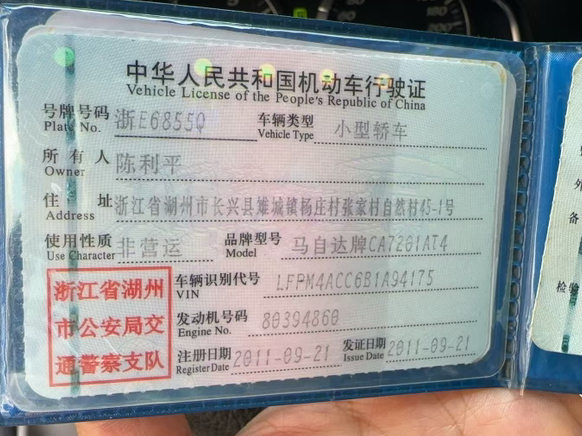 中华人民共和国机动车行驶证
Vehicle License of the People's Republic of China
号牌号码 浙E6855Q 车辆类型 小型轿车
Plate No. Vehicle Type
所有人 陈利平
Owner
住址 浙江省湖州市长兴县雉城镇杨庄村张家村自然村45-1号
Address
使用性质 非营运 品牌型号 马自达牌CA7201AT4
Use Character Model
浙江省湖州
市公安局交
通警察支队
车辆识别代号 LFPM4ACC6B1A94175
VIN
发动机号码 80394860
Engine No.
注册日期 2011-09-21 发证日期 2011-09-21
Register Date Issue Date